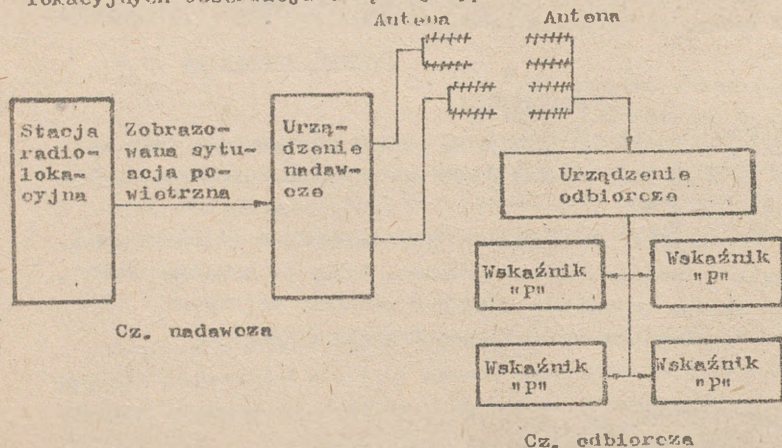 Antena
Antena
Stacja
radio-
loka-
cyjna
Zobrazo-
wana sytu-
acja po-
wietrzna
Urzą-
dzenie
nadaw-
cze
Urządzenie
odbiorcze
Wskaźnik
"P"
Wskaźnik
"P"
Cz. nadawcza
Wskaźnik
"P"
Wskaźnik
"P"
Cz. odbiorcza